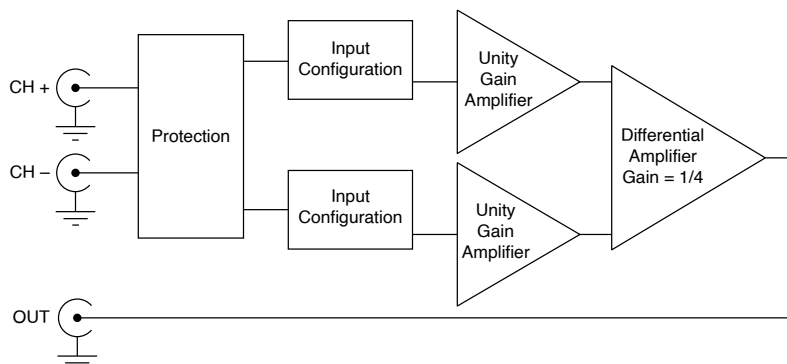 CH +
CH –
OUT
Protection
Input
Configuration
Input
Configuration
Unity
Gain
Amplifier
Unity
Gain
Amplifier
Differential
Amplifier
Gain = 1/4